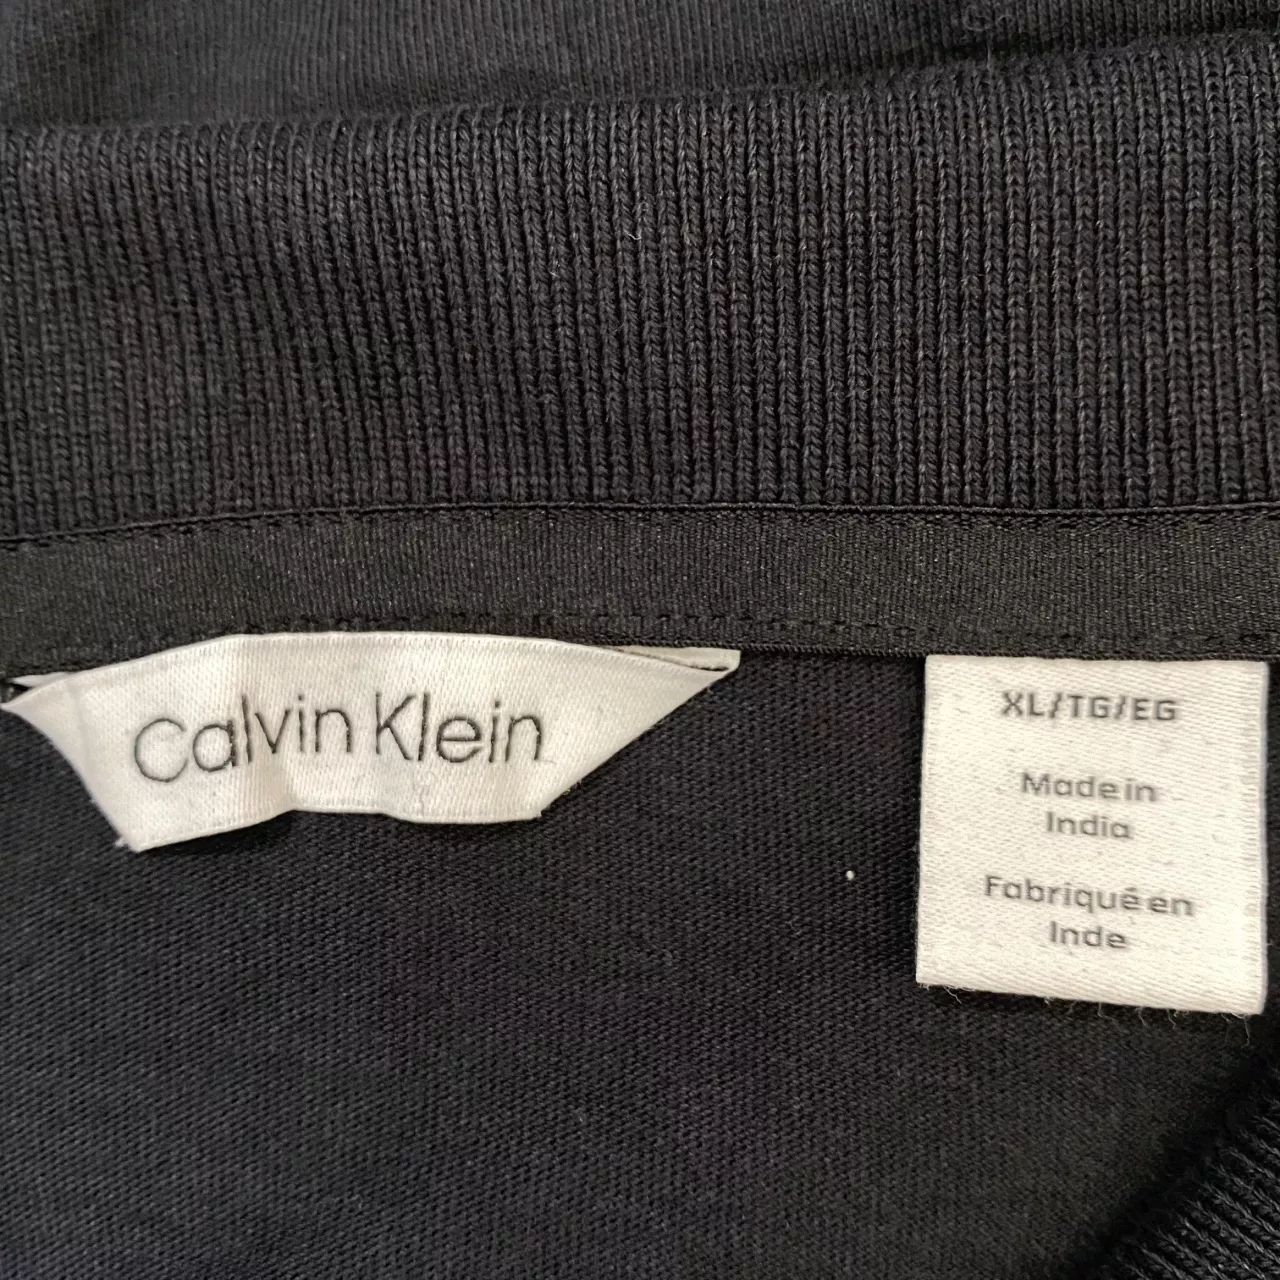 Calvin Klein
XL/TG/EG
Made in
India
Fabriqué en
Inde